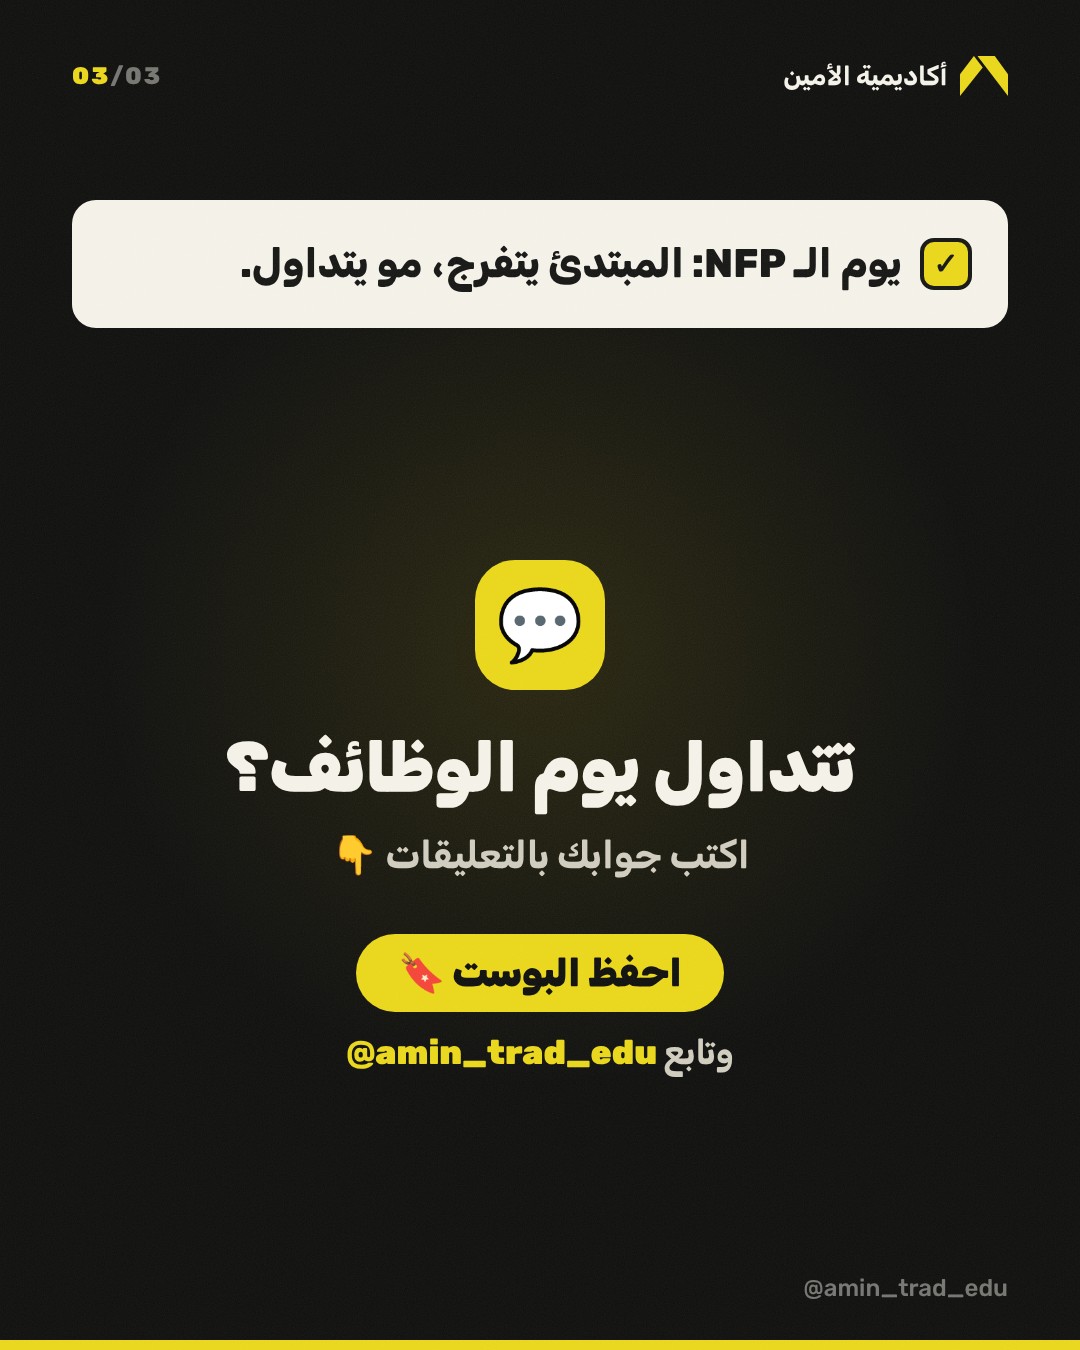 أكاديمية الأمين
03/03
✓ يوم الـ NFP: المبتدئ يتفرج، مو يتداول.
تتداول يوم الوظائف؟
اكتب جوابك بالتعليقات 👇
احفظ البوست 🔖
وتابع @amin_trad_edu
@amin_trad_edu